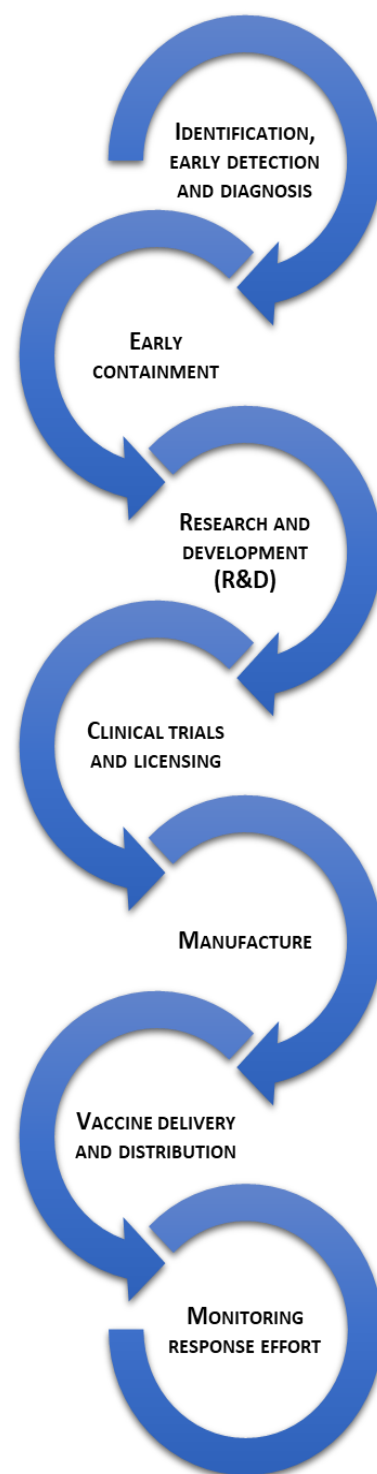 Identification,
early detection
and diagnosis
Early
containment
Research and
development
(R&D)
Clinical trials
and licensing
Manufacture
Vaccine delivery
and distribution
Monitoring
response effort